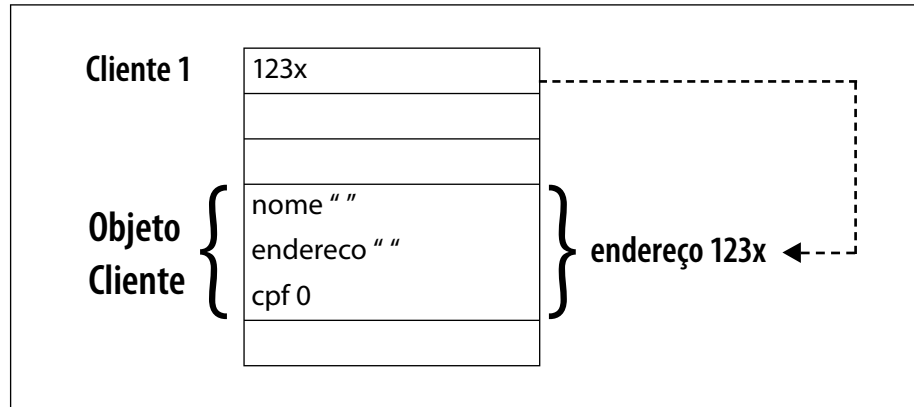 Cliente 1
123x
Objeto
Cliente
nome “ ”
endereco “ “
cpf 0
endereço 123x